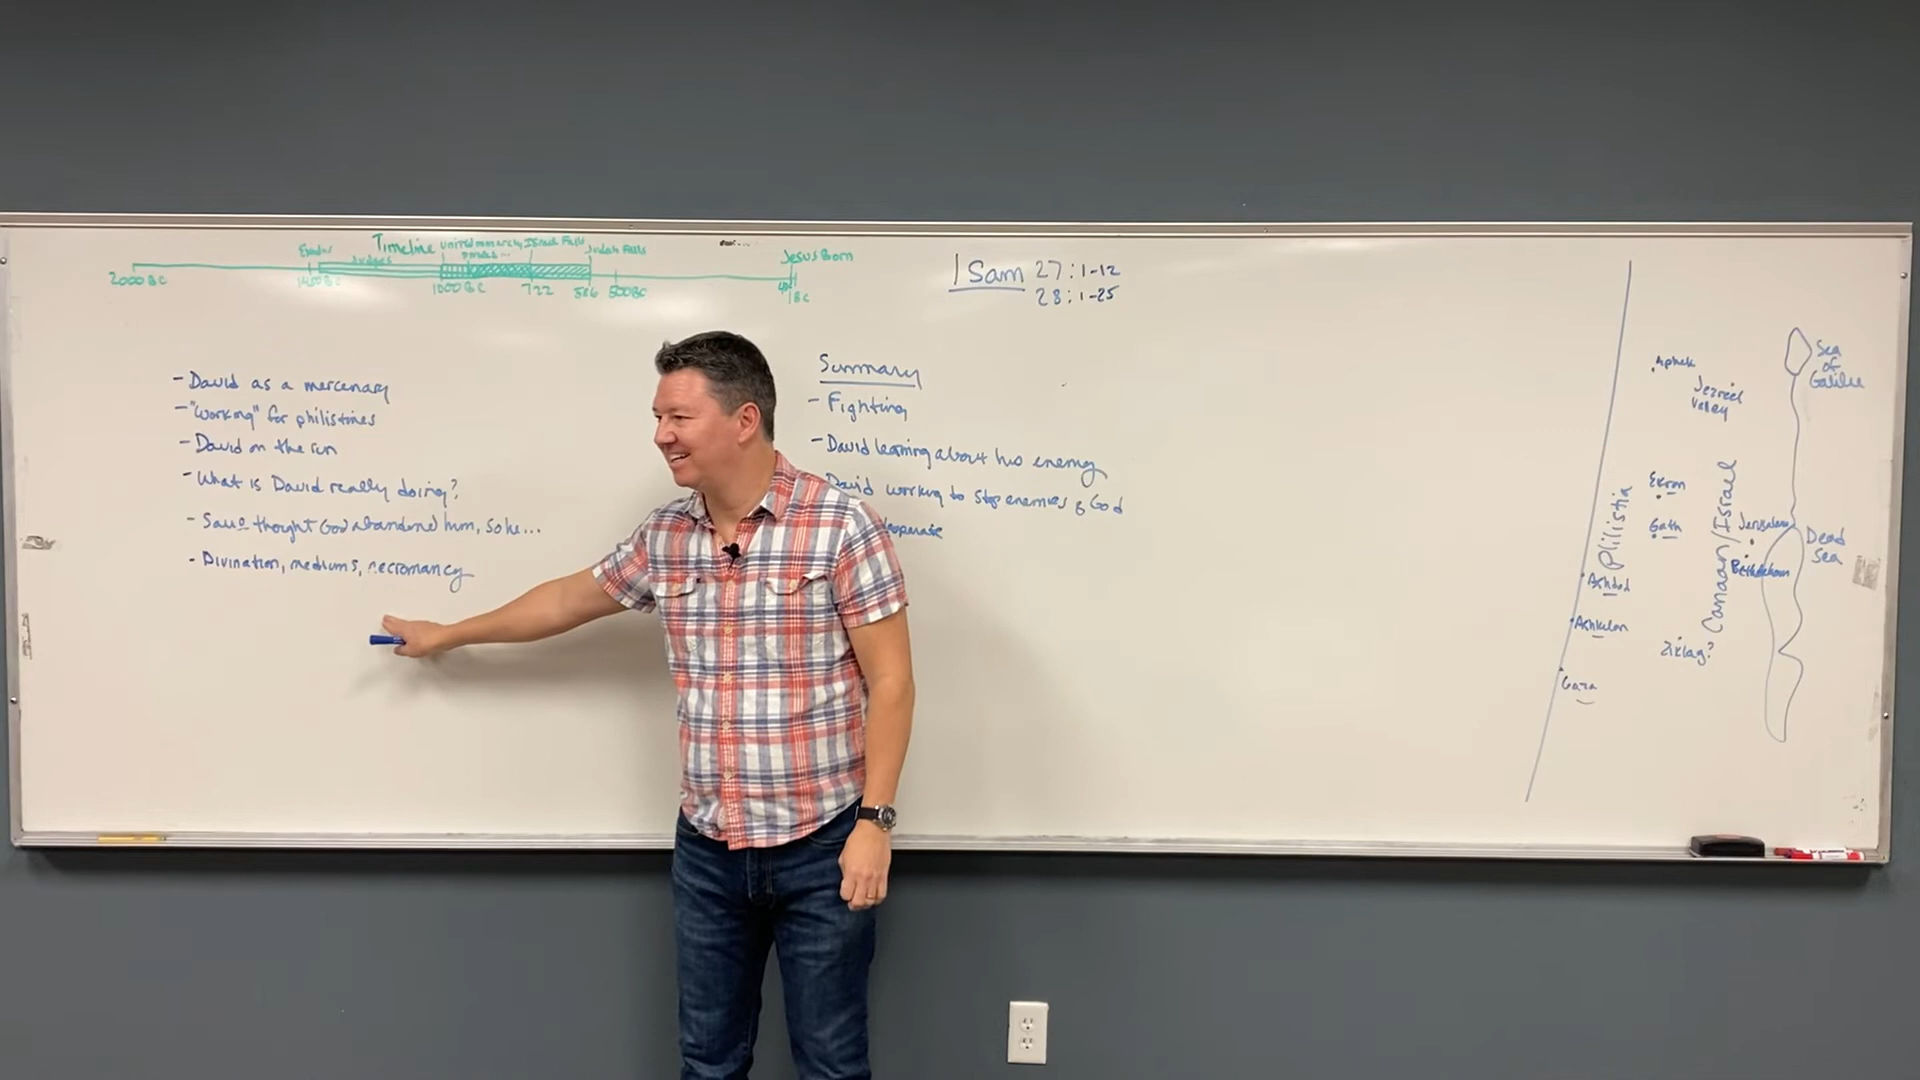 Timeline
Exodus
Judges
United monarchy
Israel Falls
Judah Falls
Jesus Born
2000 BC
1400 BC
1000 BC
722
586
500 BC
1 BC
1 Sam 27:1-12
28:1-25
- David as a mercenary
- "Working" for philistines
- David on the run
- What is David really doing?
- Saul thought God abandoned him, so he...
- Divination, mediums, necromancy
Summary
- Fighting
- David learning about his enemy
David working to stop enemies of God
desperate
Aphek
Jezreel
Valley
Sea
of
Galilee
Ekron
Gath
Philistia
Canaan/Israel
Jerusalem
Bethlehem
Dead
Sea
Ashdod
Ashkelon
Ziklag?
Gaza